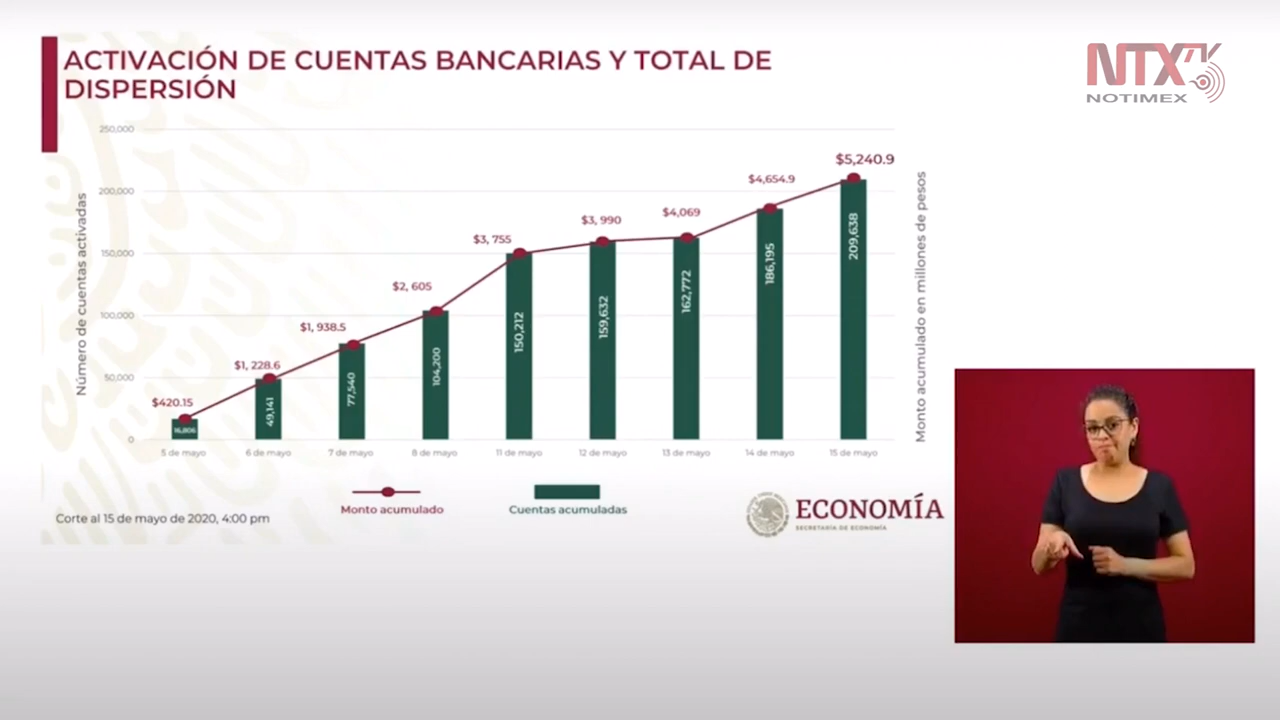 ACTIVACIÓN DE CUENTAS BANCARIAS Y TOTAL DE
DISPERSIÓN
NTX
NOTIMEX
Número de cuentas activadas
250,000
200,000
150,000
100,000
50,000
0
$420.15
$1, 228.6
$1, 938.5
$2, 605
$3, 755
$3, 990
$4,069
$4,654.9
$5,240.9
16,806
49,141
77,540
104,200
150,212
159,632
162,772
186,195
209,638
Monto acumulado en millones de pesos
5 de mayo
6 de mayo
7 de mayo
8 de mayo
11 de mayo
12 de mayo
13 de mayo
14 de mayo
15 de mayo
Monto acumulado
Cuentas acumuladas
Corte al 15 de mayo de 2020, 4:00 pm
ECONOMÍA
SECRETARÍA DE ECONOMÍA